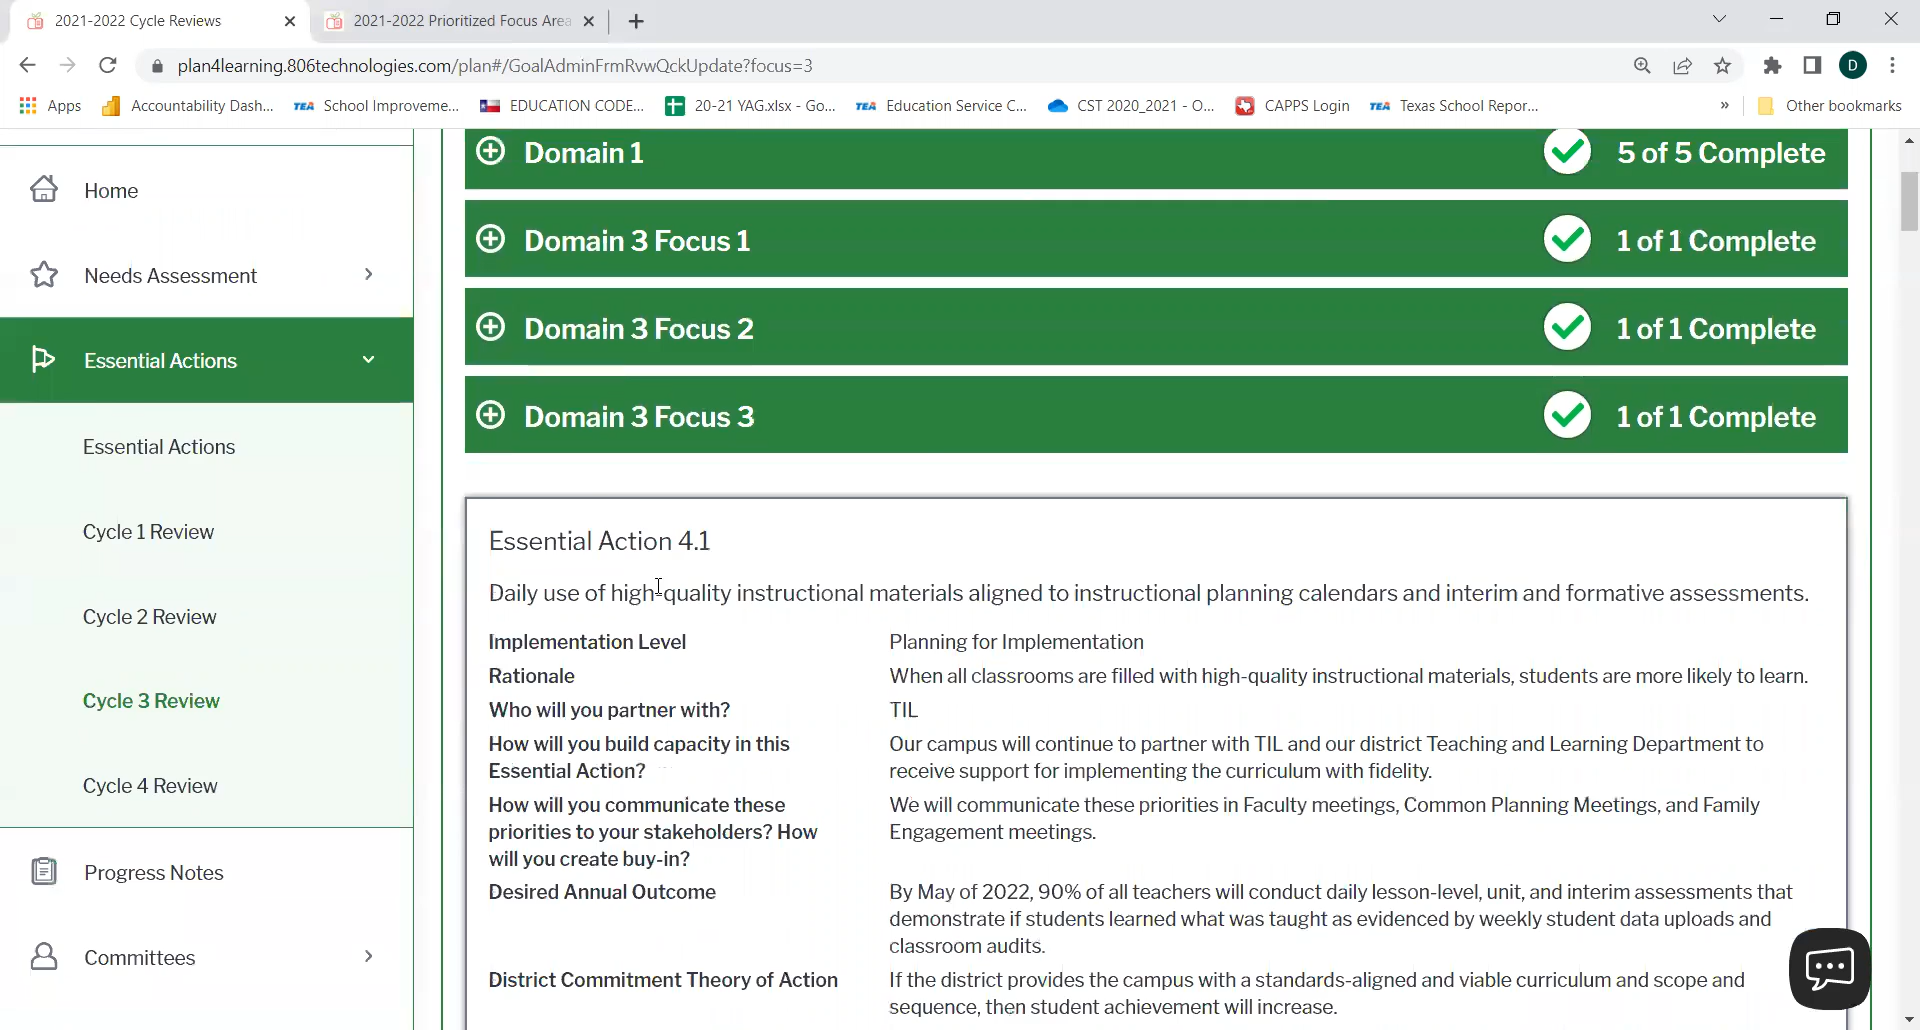 2021-2022 Cycle Reviews
2021-2022 Prioritized Focus Area
plan4learning.806technologies.com/plan#/GoalAdminFrmRvwQckUpdate?focus=3
D
Apps
Accountability Dash...
TEA School Improveme...
EDUCATION CODE...
20-21 YAG.xlsx - Go...
TEA Education Service C...
CST 2020_2021 - O...
CAPPS Login
TEA Texas School Repor...
»
Other bookmarks
Home
Needs Assessment
Essential Actions
Essential Actions
Cycle 1 Review
Cycle 2 Review
Cycle 3 Review
Cycle 4 Review
Progress Notes
Committees
Domain 1 5 of 5 Complete
Domain 3 Focus 1 1 of 1 Complete
Domain 3 Focus 2 1 of 1 Complete
Domain 3 Focus 3 1 of 1 Complete
Essential Action 4.1
Daily use of high-quality instructional materials aligned to instructional planning calendars and interim and formative assessments.
Implementation Level Planning for Implementation
Rationale When all classrooms are filled with high-quality instructional materials, students are more likely to learn.
Who will you partner with? TIL
How will you build capacity in this Our campus will continue to partner with TIL and our district Teaching and Learning Department to
Essential Action? receive support for implementing the curriculum with fidelity.
How will you communicate these We will communicate these priorities in Faculty meetings, Common Planning Meetings, and Family
priorities to your stakeholders? How Engagement meetings.
will you create buy-in?
Desired Annual Outcome By May of 2022, 90% of all teachers will conduct daily lesson-level, unit, and interim assessments that
demonstrate if students learned what was taught as evidenced by weekly student data uploads and
classroom audits.
District Commitment Theory of Action If the district provides the campus with a standards-aligned and viable curriculum and scope and
sequence, then student achievement will increase.